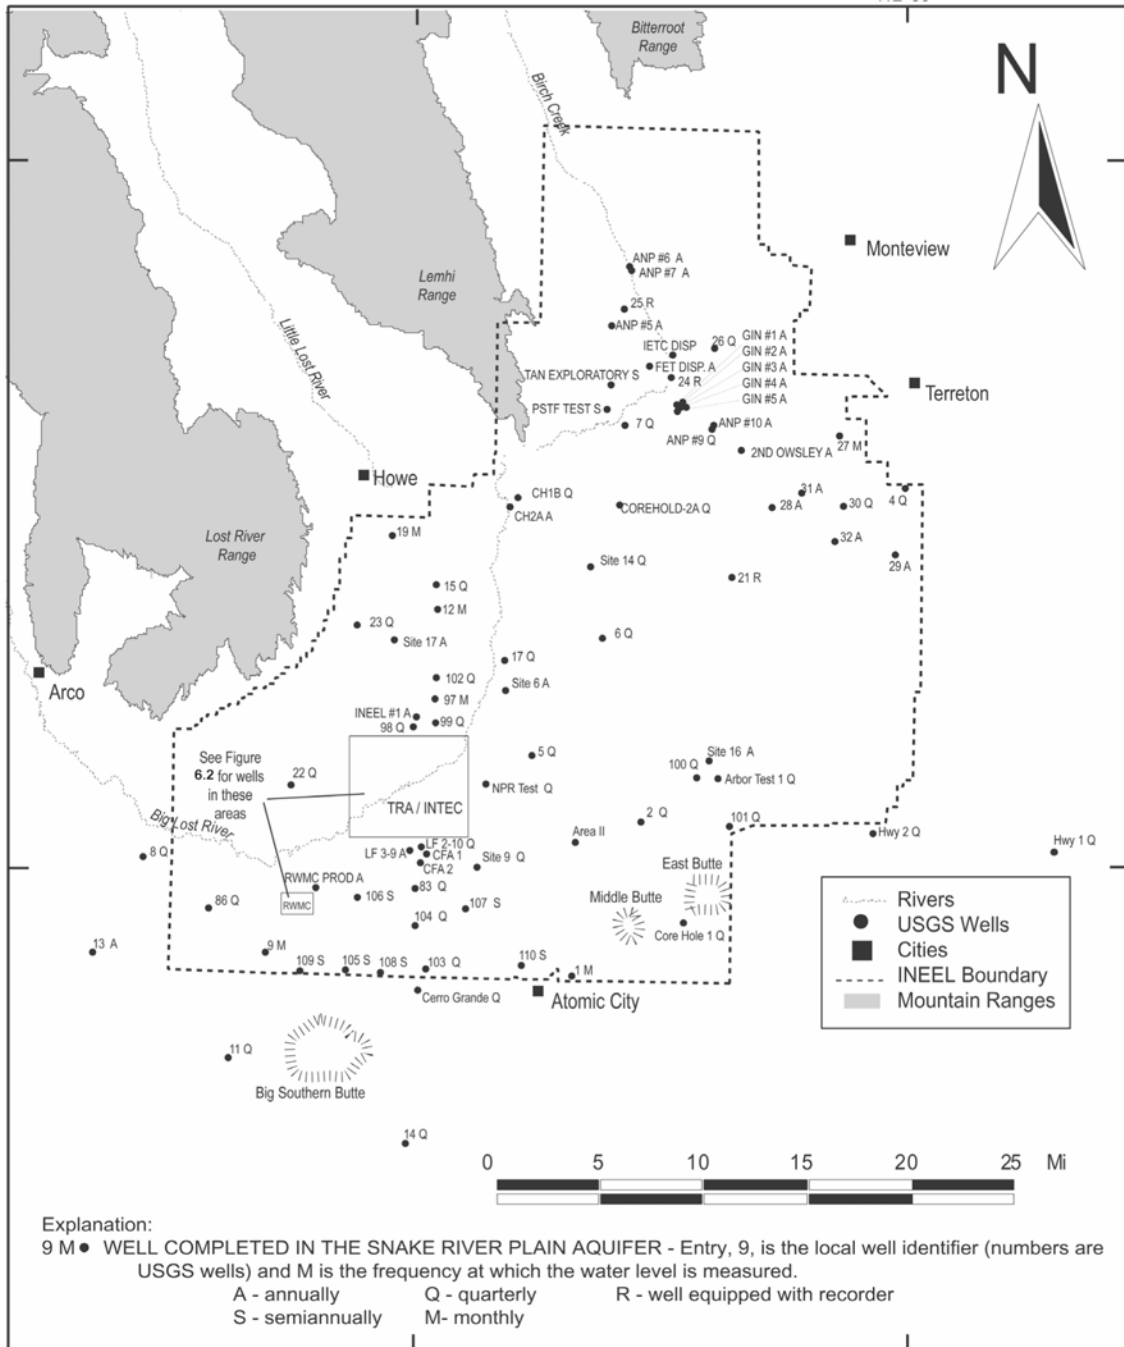 Bitterroot
Range
N
Birch Creek
Monteview
ANP #6 A
ANP #7 A
Lemhi
Range
25 R
ANP #5 A
Little Lost River
GIN #1 A
26 Q
IETC DISP
GIN #2 A
FET DISP. A
GIN #3 A
TAN EXPLORATORY S
24 R
GIN #4 A
Terreton
GIN #5 A
PSTF TEST S
7 Q
ANP #10 A
ANP #9 Q
27 M
2ND OWSLEY A
Howe
31 A
CH1B Q
4 Q
CH2A A
COREHOLD-2A Q
28 A
30 Q
19 M
Lost River
Range
32 A
Site 14 Q
29 A
21 R
15 Q
12 M
23 Q
Site 17 A
6 Q
17 Q
102 Q
Site 6 A
Arco
97 M
INEEL #1 A
99 Q
98 Q
See Figure
6.2 for wells
in these
areas
5 Q
Site 16 A
22 Q
100 Q
Arbor Test 1 Q
NPR Test Q
TRA / INTEC
Big Lost River
2 Q
101 Q
Area II
Hwy 2 Q
Hwy 1 Q
LF 2-10 Q
8 Q
LF 3-9 A
CFA 1
CFA 2
Site 9 Q
East Butte
RWMC PROD A
83 Q
Middle Butte
86 Q
RWMC
106 S
107 S
104 Q
Core Hole 1 Q
13 A
9 M
109 S
105 S
108 S
103 Q
110 S
1 M
Cerro Grande Q
Atomic City
Rivers
USGS Wells
Cities
INEEL Boundary
Mountain Ranges
11 Q
Big Southern Butte
14 Q
0 5 10 15 20 25 Mi
Explanation:
9 M WELL COMPLETED IN THE SNAKE RIVER PLAIN AQUIFER - Entry, 9, is the local well identifier (numbers are
USGS wells) and M is the frequency at which the water level is measured.
A - annually Q - quarterly R - well equipped with recorder
S - semiannually M- monthly